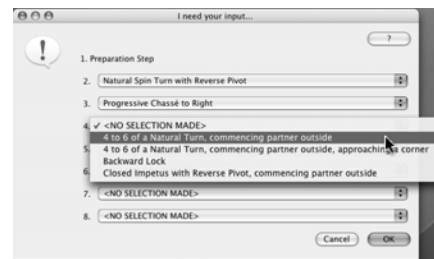 I need your input...
?
1. Preparation Step
2. Natural Spin Turn with Reverse Pivot
3. Progressive Chassé to Right
4. ✓ <NO SELECTION MADE>
4 to 6 of a Natural Turn, commencing partner outside
5. 4 to 6 of a Natural Turn, commencing partner outside, approaching a corner
Backward Lock
6. Closed Impetus with Reverse Pivot, commencing partner outside
7. <NO SELECTION MADE>
8. <NO SELECTION MADE>
Cancel OK